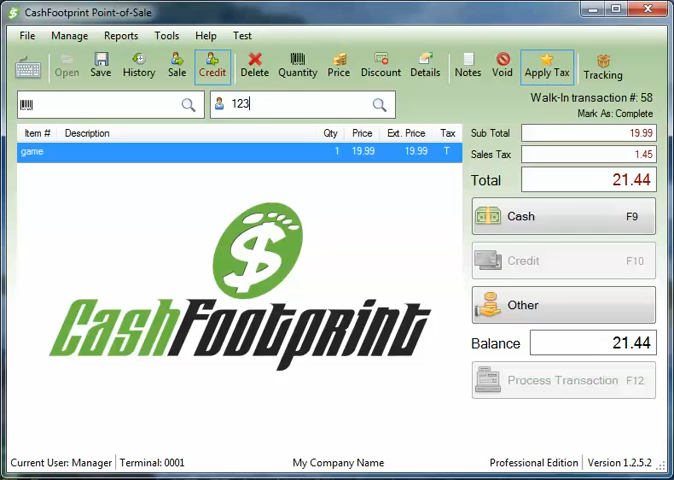 CashFootprint Point-of-Sale
File Manage Reports Tools Help Test
Open Save History Sale Credit Delete Quantity Price Discount Details Notes Void Apply Tax Tracking
123
Walk-In transaction #: 58
Mark As: Complete
Item # Description Qty Price Ext. Price Tax
game 1 19.99 19.99 T
Sub Total 19.99
Sales Tax 1.45
Total 21.44
Cash F9
Credit F10
Other
Balance 21.44
Process Transaction F12
$
CashFootprint
Current User: Manager Terminal: 0001 My Company Name Professional Edition Version 1.2.5.2